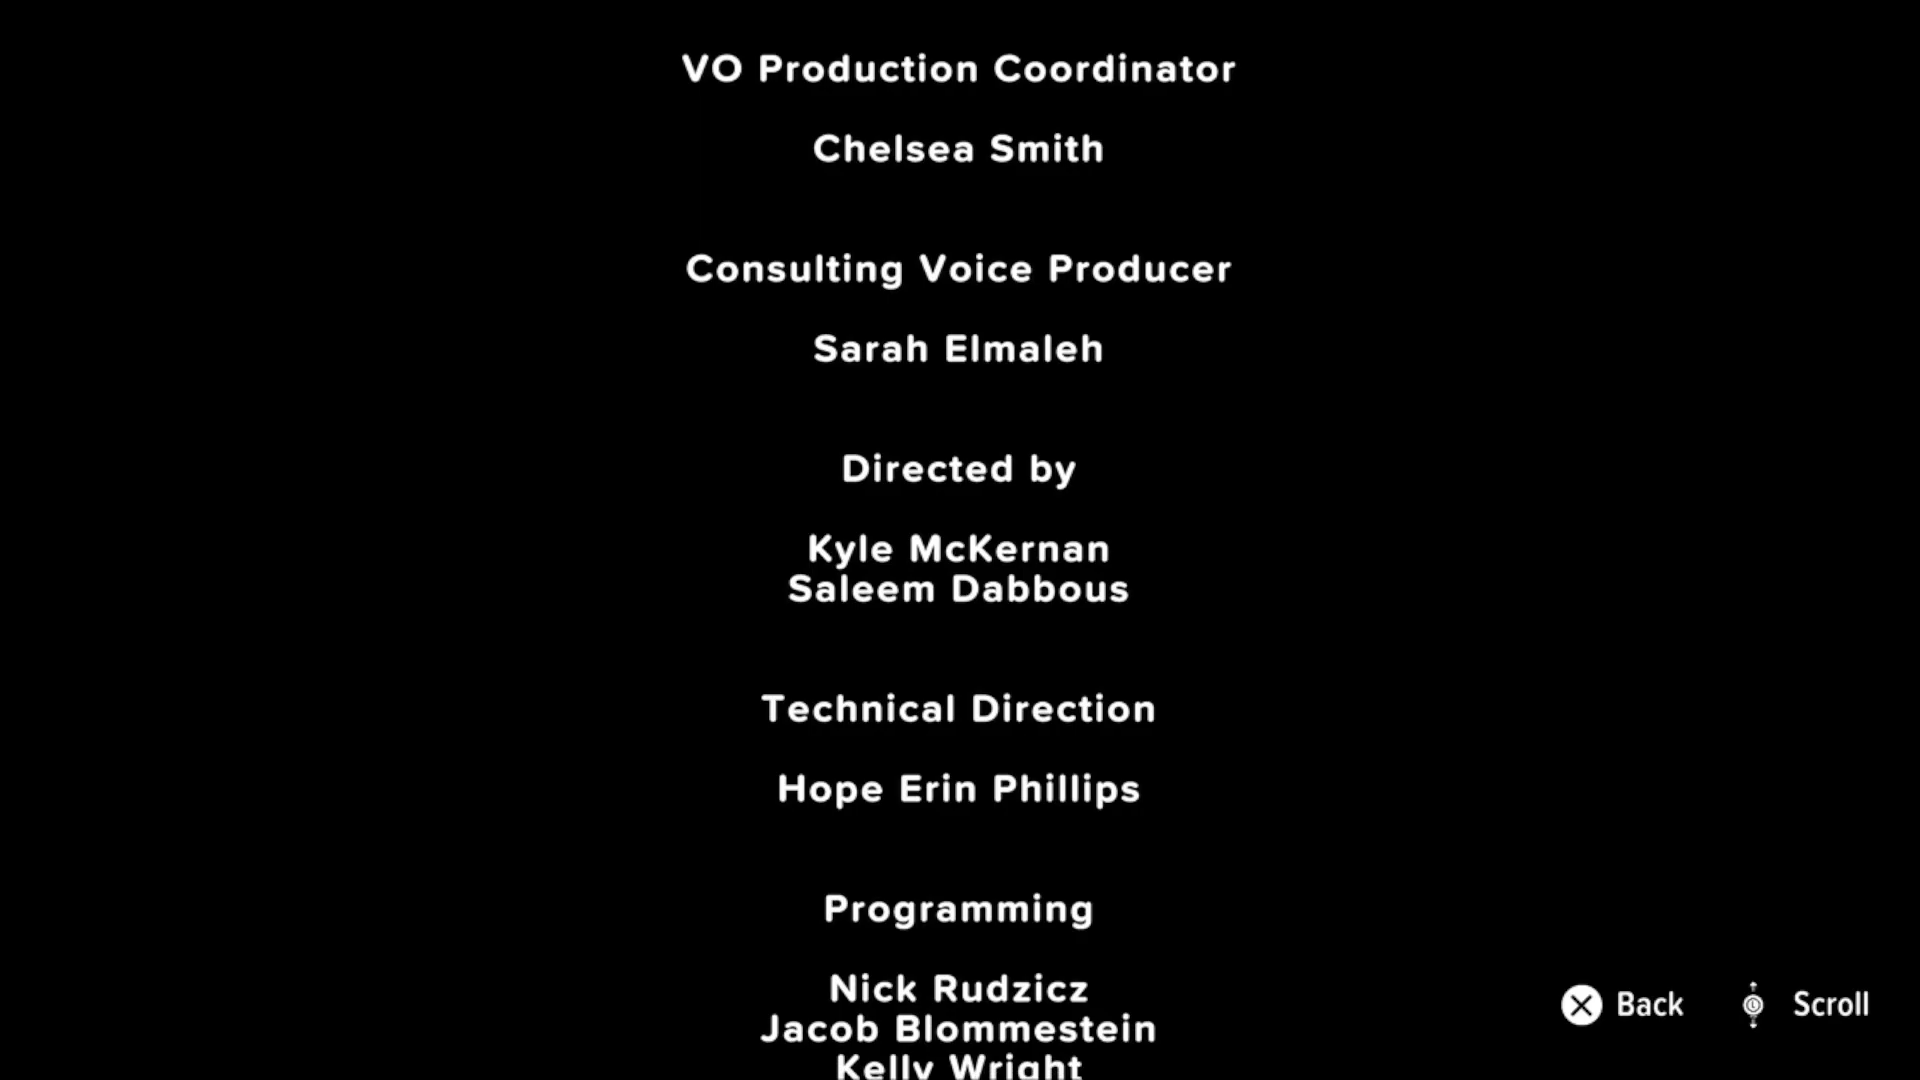 VO Production Coordinator
Chelsea Smith
Consulting Voice Producer
Sarah Elmaleh
Directed by
Kyle McKernan
Saleem Dabbous
Technical Direction
Hope Erin Phillips
Programming
Nick Rudzicz
Jacob Blommestein
Kelly Wright
Back
Scroll